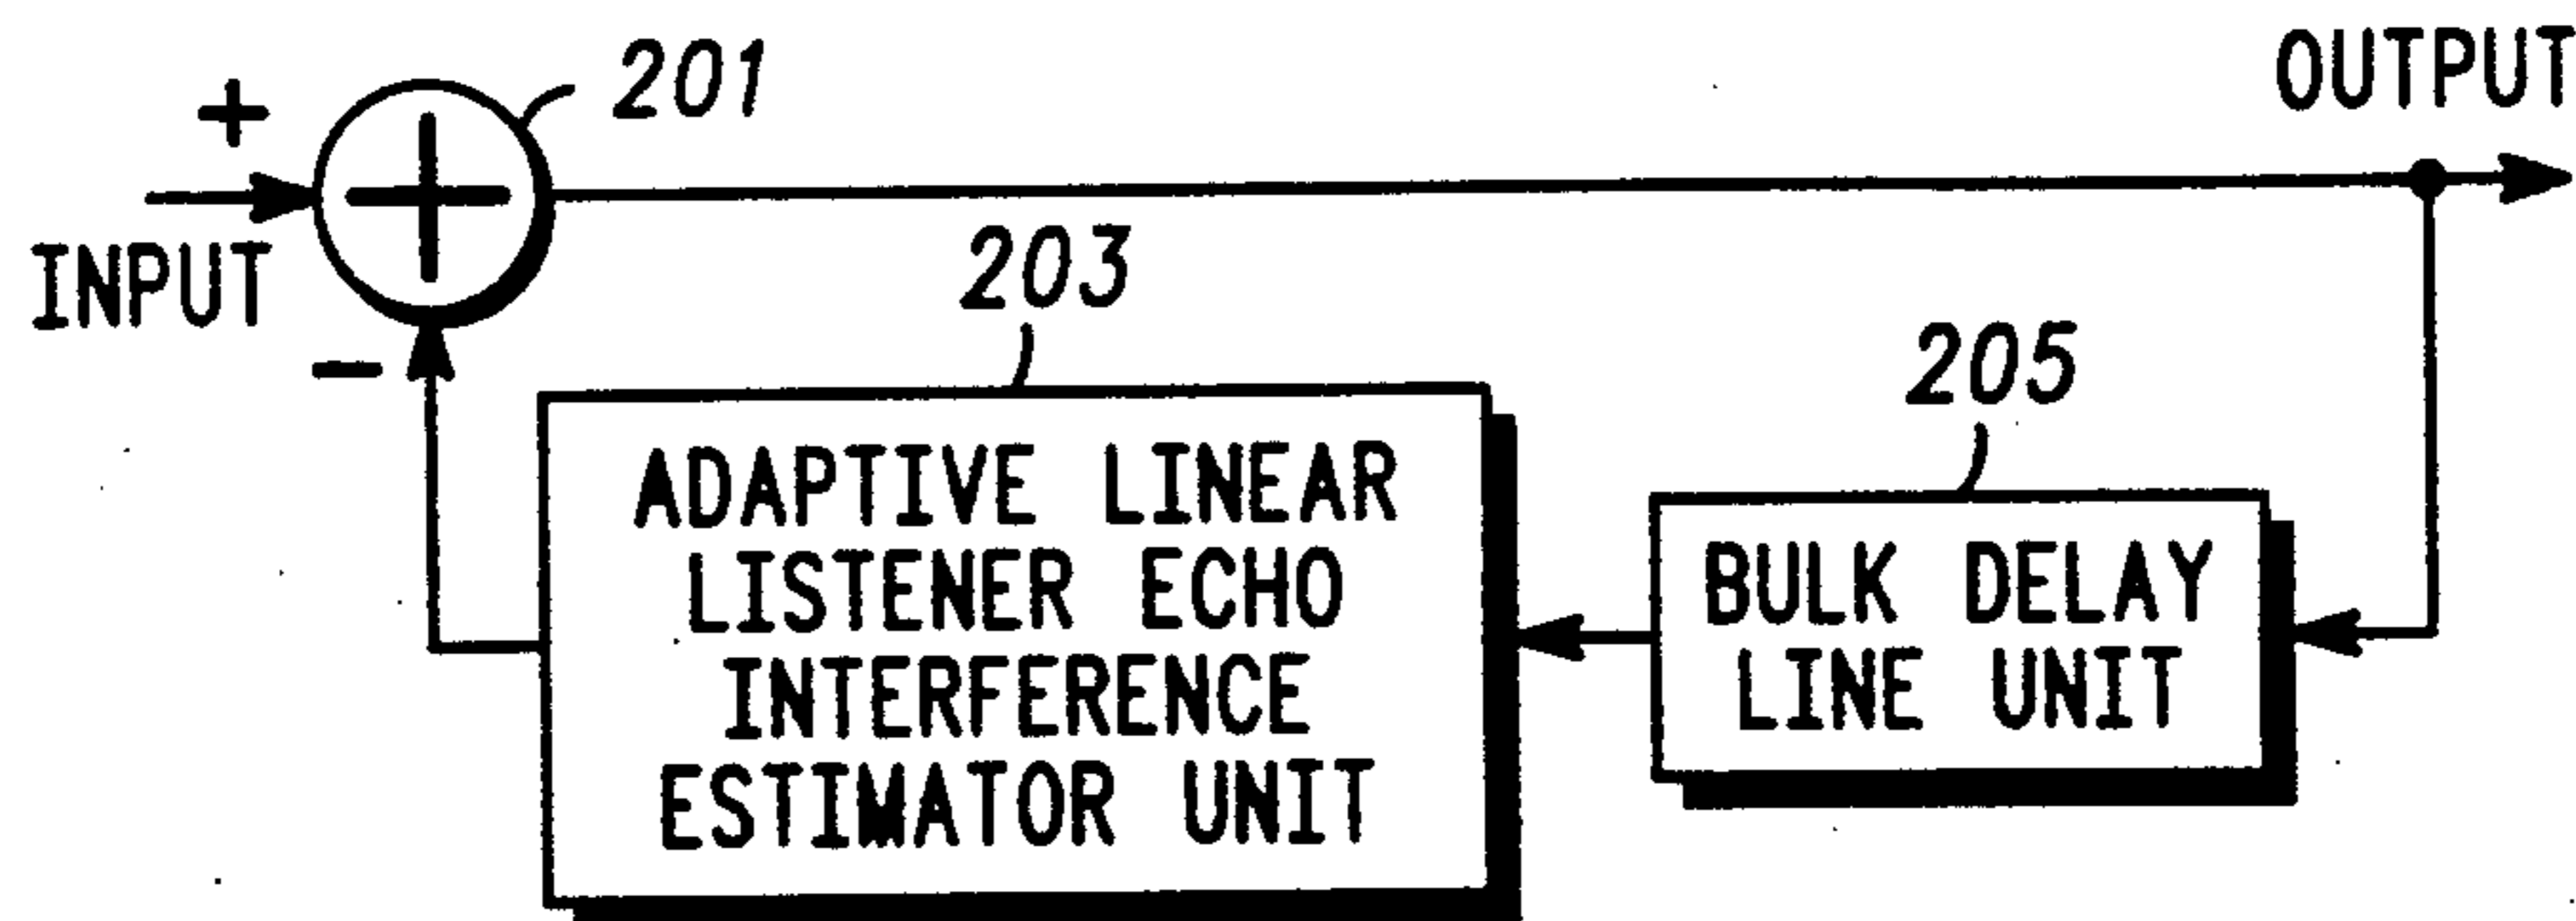 OUTPUT
201
+
INPUT
203
-
205
ADAPTIVE LINEAR
LISTENER ECHO
INTERFERENCE
ESTIMATOR UNIT
BULK DELAY
LINE UNIT